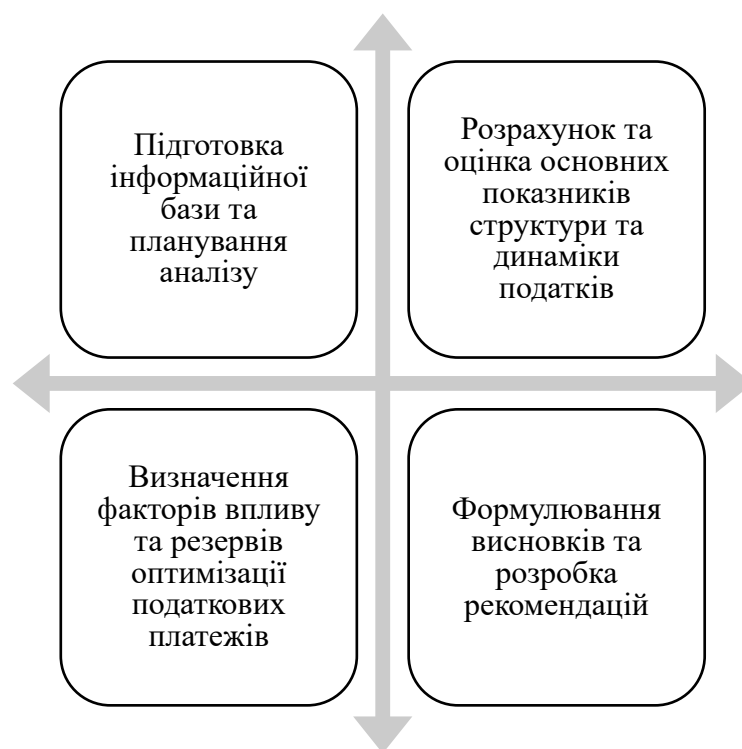 Підготовка
інформаційної
бази та
планування
аналізу
Розрахунок та
оцінка основних
показників
структури та
динаміки
податків
Визначення
факторів впливу
та резервів
оптимізації
податкових
платежів
Формулювання
висновків та
розробка
рекомендацій